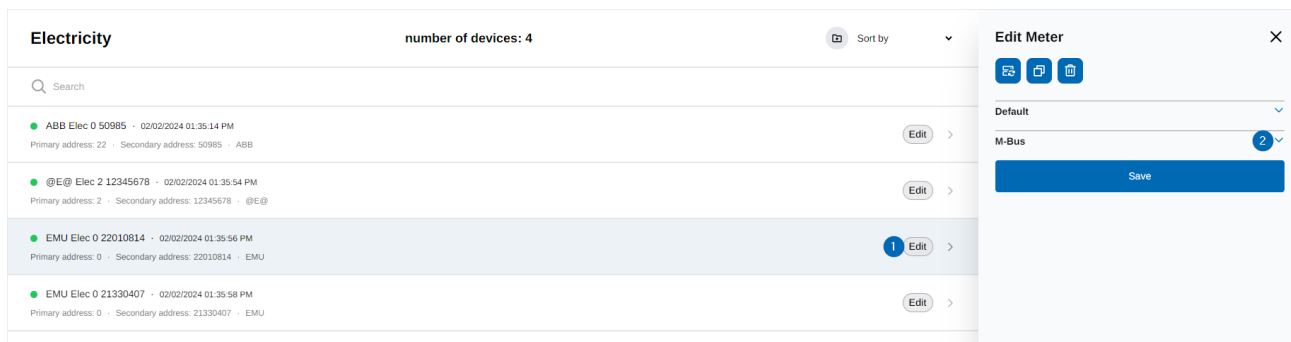 Electricity
number of devices: 4
Sort by
Search
ABB Elec 0 50985 · 02/02/2024 01:35:14 PM
Primary address: 22 · Secondary address: 50985 · ABB
Edit
@E@ Elec 2 12345678 · 02/02/2024 01:35:54 PM
Primary address: 2 · Secondary address: 12345678 · @E@
Edit
EMU Elec 0 22010814 · 02/02/2024 01:35:56 PM
Primary address: 0 · Secondary address: 22010814 · EMU
1 Edit
EMU Elec 0 21330407 · 02/02/2024 01:35:58 PM
Primary address: 0 · Secondary address: 21330407 · EMU
Edit
Edit Meter
Default
M-Bus 2
Save